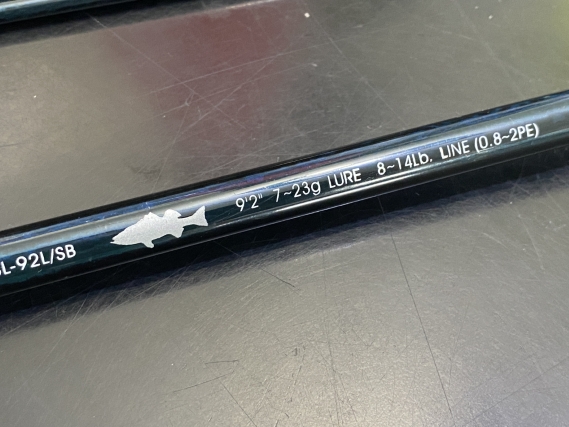 L-92L/SB 9'2" 7~23g LURE 8~14Lb. LINE (0.8~2PE)